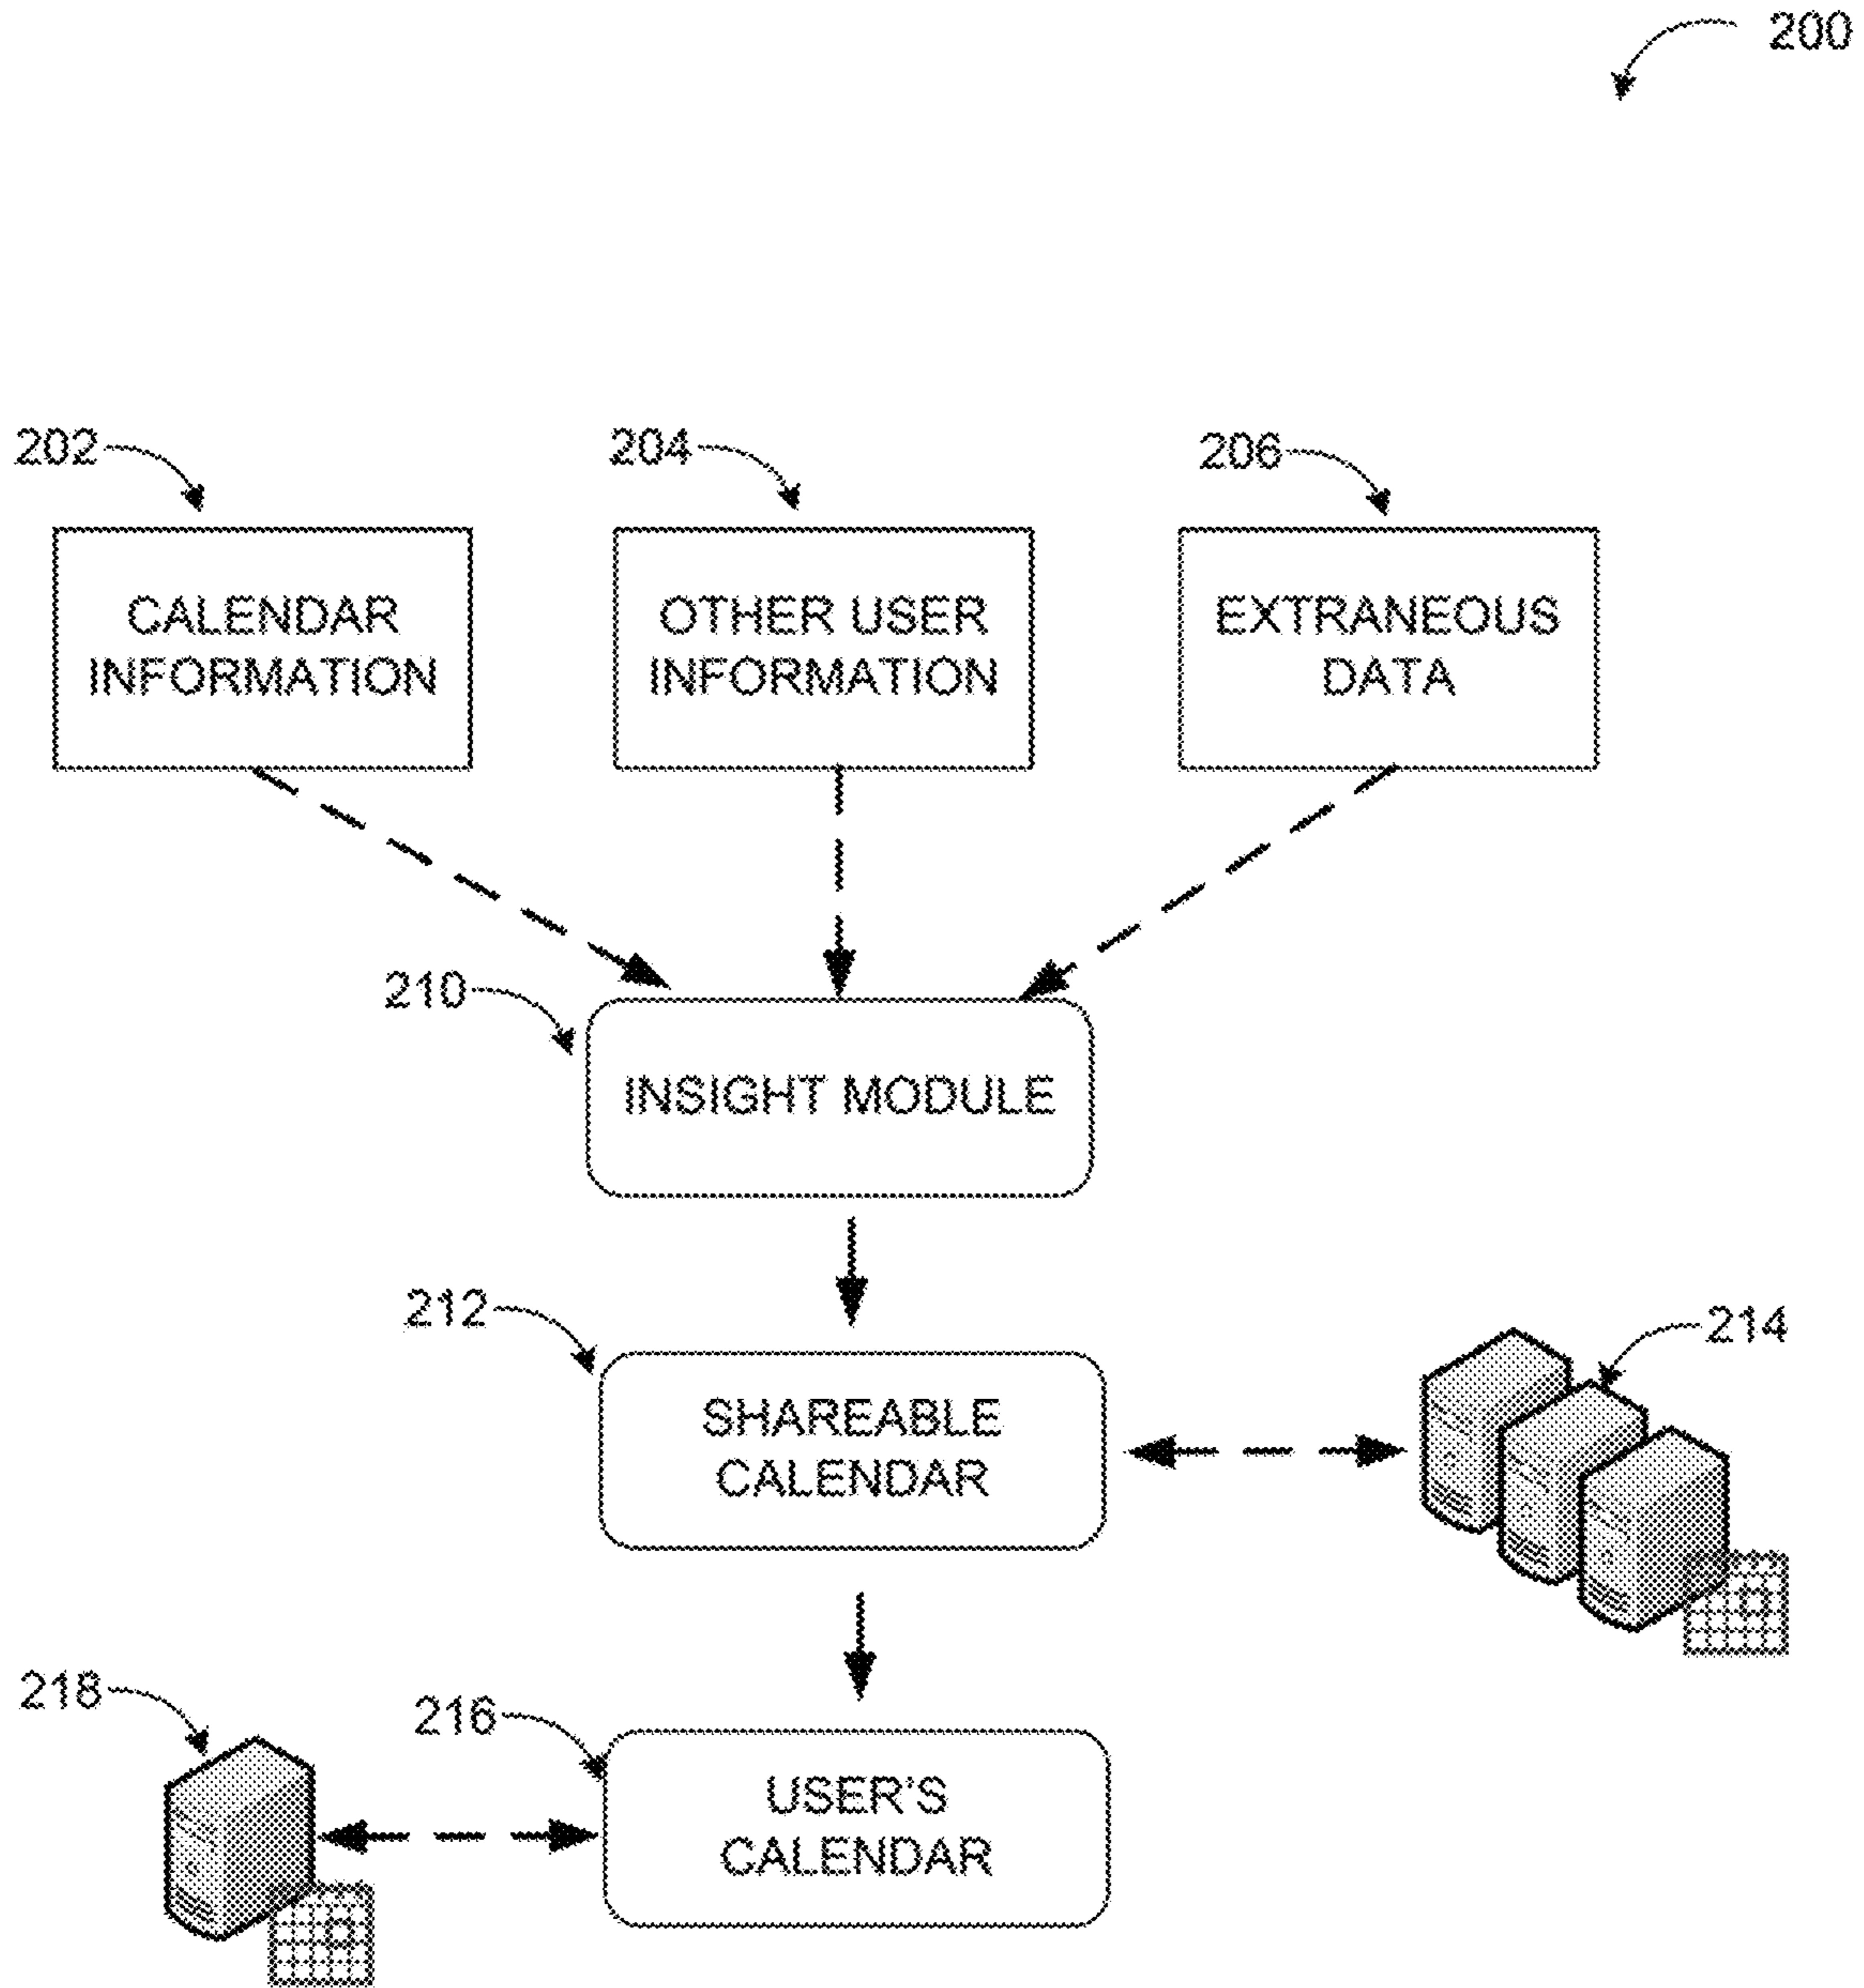 200
202
204
206
CALENDAR
INFORMATION
OTHER USER
INFORMATION
EXTRANEOUS
DATA
210
INSIGHT MODULE
212
SHAREABLE
CALENDAR
214
218
216
USER'S
CALENDAR